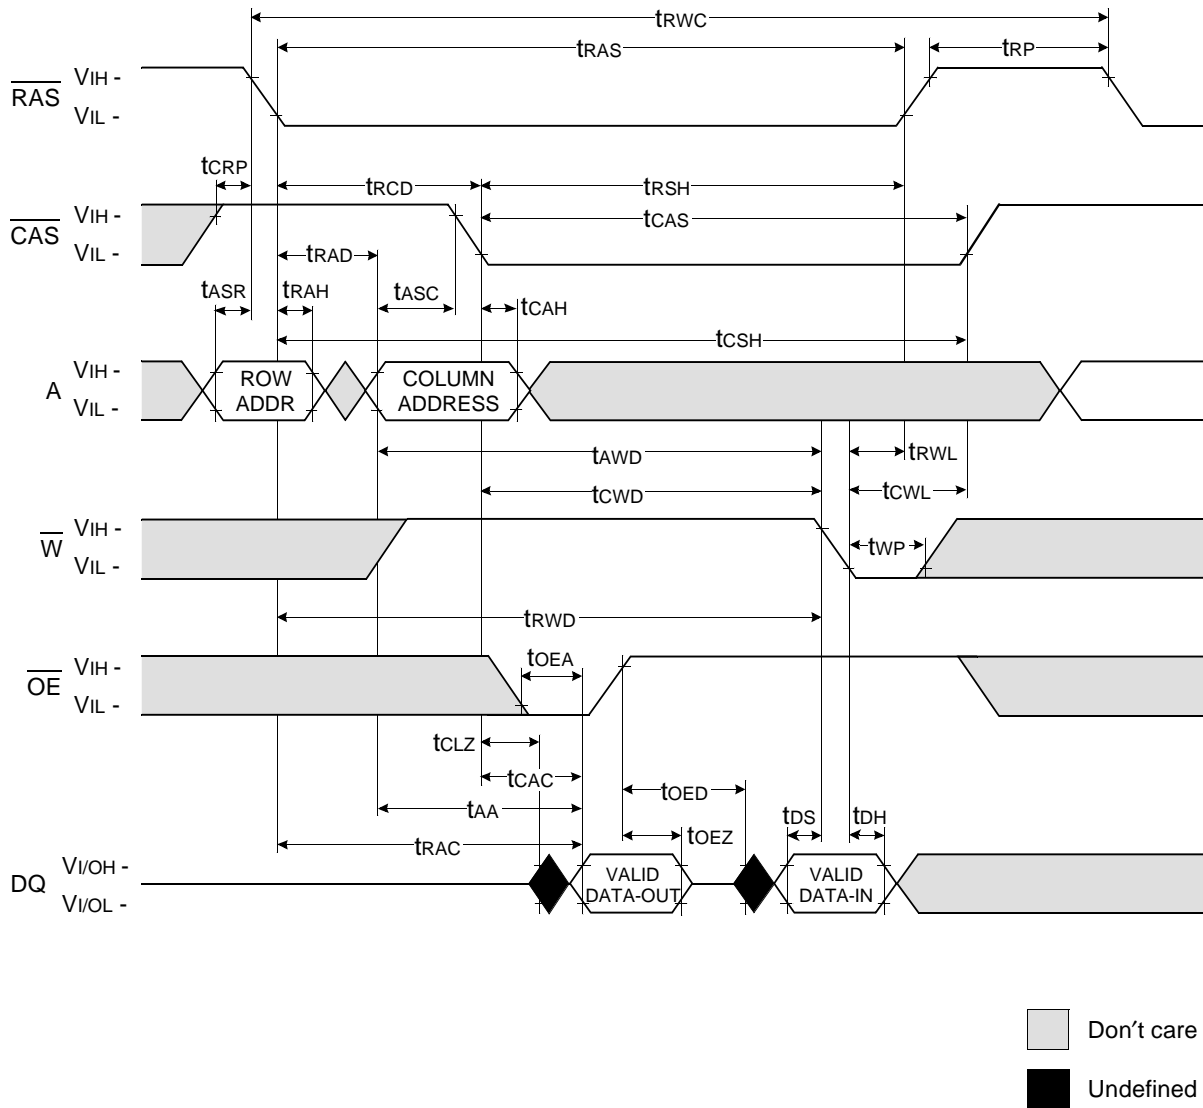 tRWC
tRAS
tRP
RAS
VIH -
VIL -
tCRP
tRCD
tRSH
CAS
VIH -
VIL -
tCAS
tRAD
tASR
tRAH
tASC
tCAH
tCSH
A
VIH -
VIL -
ROW
ADDR
COLUMN
ADDRESS
tAWD
tRWL
tCWD
tCWL
W
VIH -
VIL -
tWP
tRWD
OE
VIH -
VIL -
tOEA
tCLZ
tCAC
tOED
tAA
tDS
tDH
tOEZ
tRAC
DQ
VI/OH -
VI/OL -
VALID
DATA-OUT
VALID
DATA-IN
Don′t care
Undefined